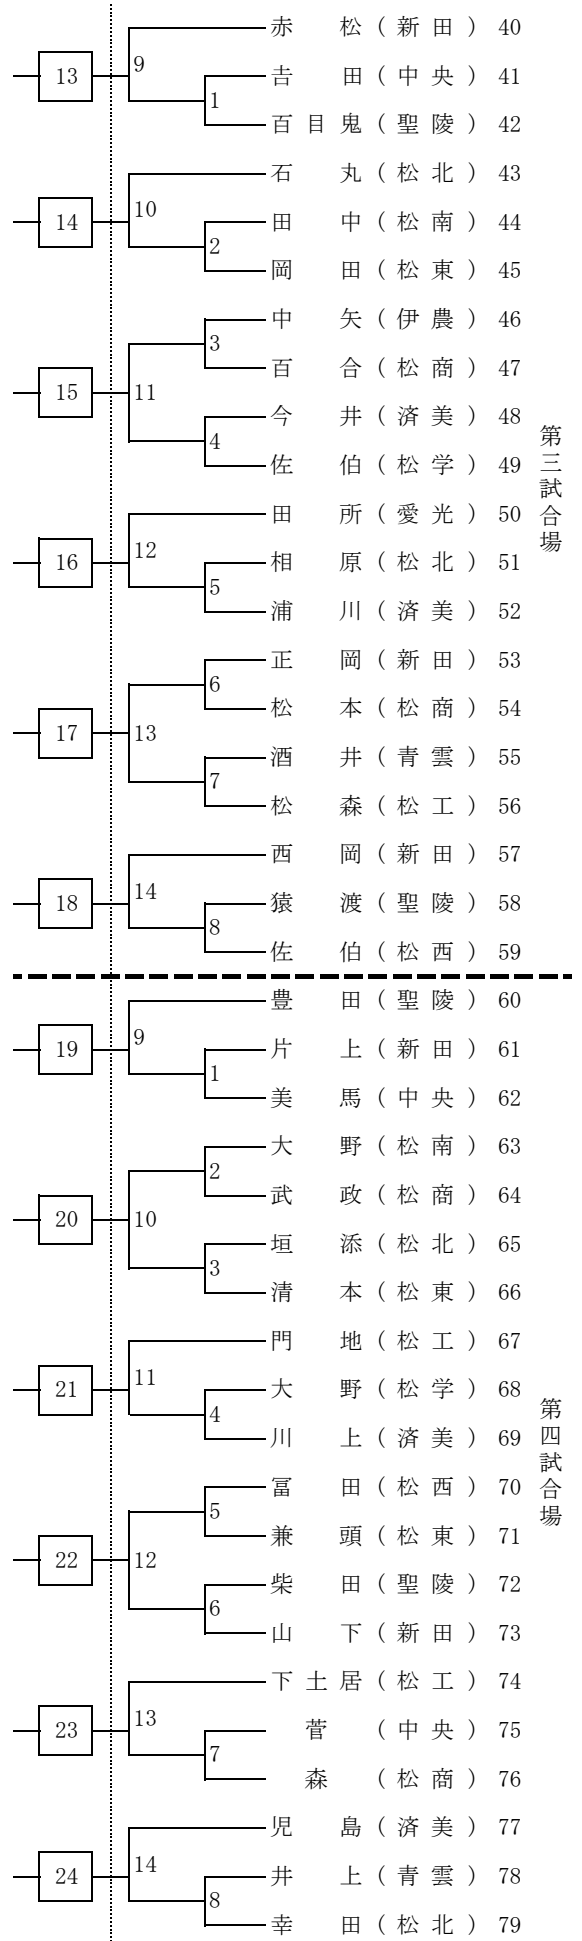 赤松（新田）40
13
9
吉田（中央）41
1
百目鬼（聖陵）42
石丸（松北）43
14
10
田中（松南）44
2
岡田（松東）45
中矢（伊農）46
3
百合（松商）47
15
11
今井（済美）48
4
佐伯（松学）49
第三試合場
田所（愛光）50
16
12
相原（松北）51
5
浦川（済美）52
正岡（新田）53
6
松本（松商）54
17
13
酒井（青雲）55
7
松森（松工）56
西岡（新田）57
18
14
猿渡（聖陵）58
8
佐伯（松西）59
豊田（聖陵）60
19
9
片上（新田）61
1
美馬（中央）62
大野（松南）63
2
武政（松商）64
20
10
垣添（松北）65
3
清本（松東）66
門地（松工）67
21
11
大野（松学）68
4
川上（済美）69
第四試合場
冨田（松西）70
5
兼頭（松東）71
22
12
柴田（聖陵）72
6
山下（新田）73
下土居（松工）74
23
13
菅（中央）75
7
森（松商）76
児島（済美）77
24
14
井上（青雲）78
8
幸田（松北）79